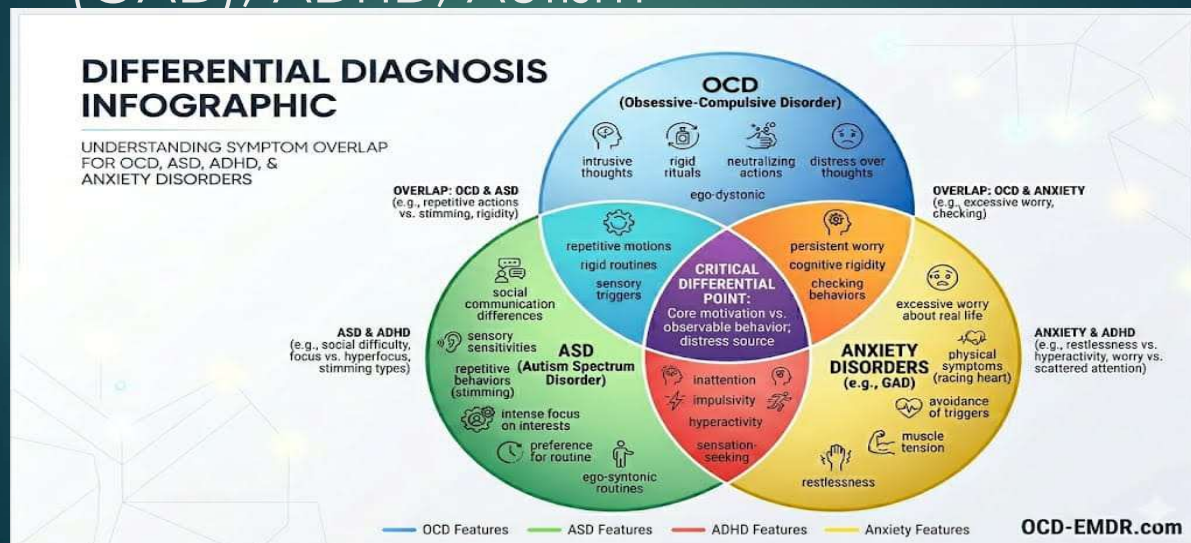 (GAD), ADHD, Autism
DIFFERENTIAL DIAGNOSIS
INFOGRAPHIC
UNDERSTANDING SYMPTOM OVERLAP
FOR OCD, ASD, ADHD, &
ANXIETY DISORDERS
OCD
(Obsessive-Compulsive Disorder)
intrusive
thoughts
rigid
rituals
neutralizing
actions
distress over
thoughts
ego-dystonic
OVERLAP: OCD & ASD
(e.g., repetitive actions
vs. stimming, rigidity)
OVERLAP: OCD & ANXIETY
(e.g., excessive worry,
checking)
repetitive motions
rigid routines
sensory
triggers
persistent worry
cognitive rigidity
checking
behaviors
CRITICAL
DIFFERENTIAL
POINT:
Core motivation vs.
observable behavior;
distress source
social
communication
differences
sensory
sensitivities
repetitive
behaviors
(stimming)
ASD
(Autism Spectrum
Disorder)
intense focus
on interests
preference
for routine
ego-syntonic
routines
ASD & ADHD
(e.g., social difficulty,
focus vs. hyperfocus,
stimming types)
inattention
impulsivity
hyperactivity
sensation-
seeking
excessive worry
about real life
ANXIETY
DISORDERS
(e.g., GAD)
physical
symptoms
(racing heart)
avoidance
of triggers
muscle
tension
restlessness
ANXIETY & ADHD
(e.g., restlessness vs.
hyperactivity, worry vs.
scattered attention)
OCD Features
ASD Features
ADHD Features
Anxiety Features
OCD-EMDR.com